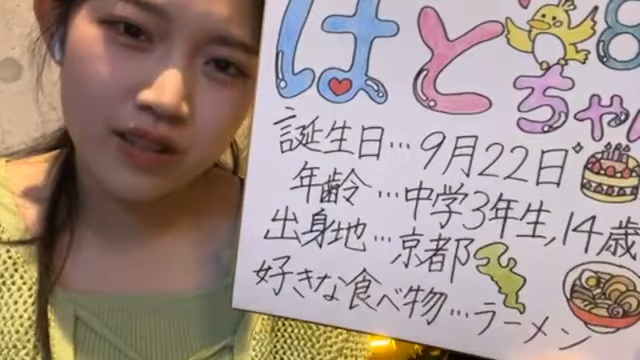 はと
ちゃん
誕生日…9月22日
年齢…中学3年生,14歳
出身地…京都
好きな食べ物…ラーメン